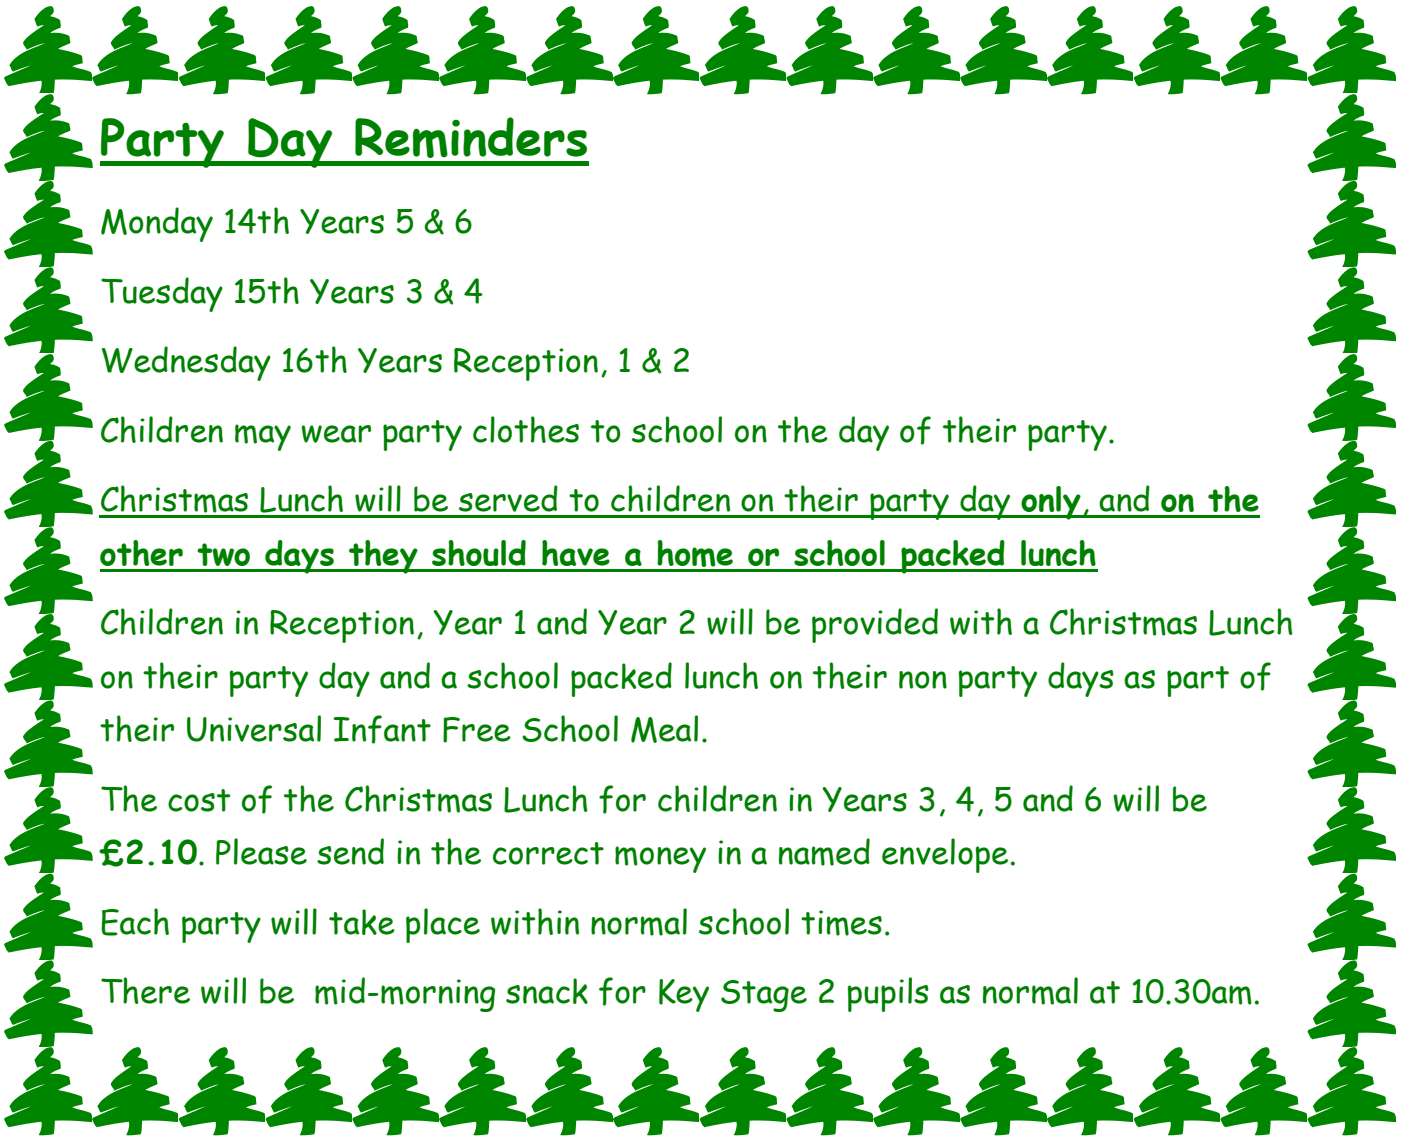 Party Day Reminders
Monday 14th Years 5 & 6
Tuesday 15th Years 3 & 4
Wednesday 16th Years Reception, 1 & 2
Children may wear party clothes to school on the day of their party.
Christmas Lunch will be served to children on their party day only, and on the
other two days they should have a home or school packed lunch
Children in Reception, Year 1 and Year 2 will be provided with a Christmas Lunch
on their party day and a school packed lunch on their non party days as part of
their Universal Infant Free School Meal.
The cost of the Christmas Lunch for children in Years 3, 4, 5 and 6 will be
£2.10. Please send in the correct money in a named envelope.
Each party will take place within normal school times.
There will be  mid-morning snack for Key Stage 2 pupils as normal at 10.30am.